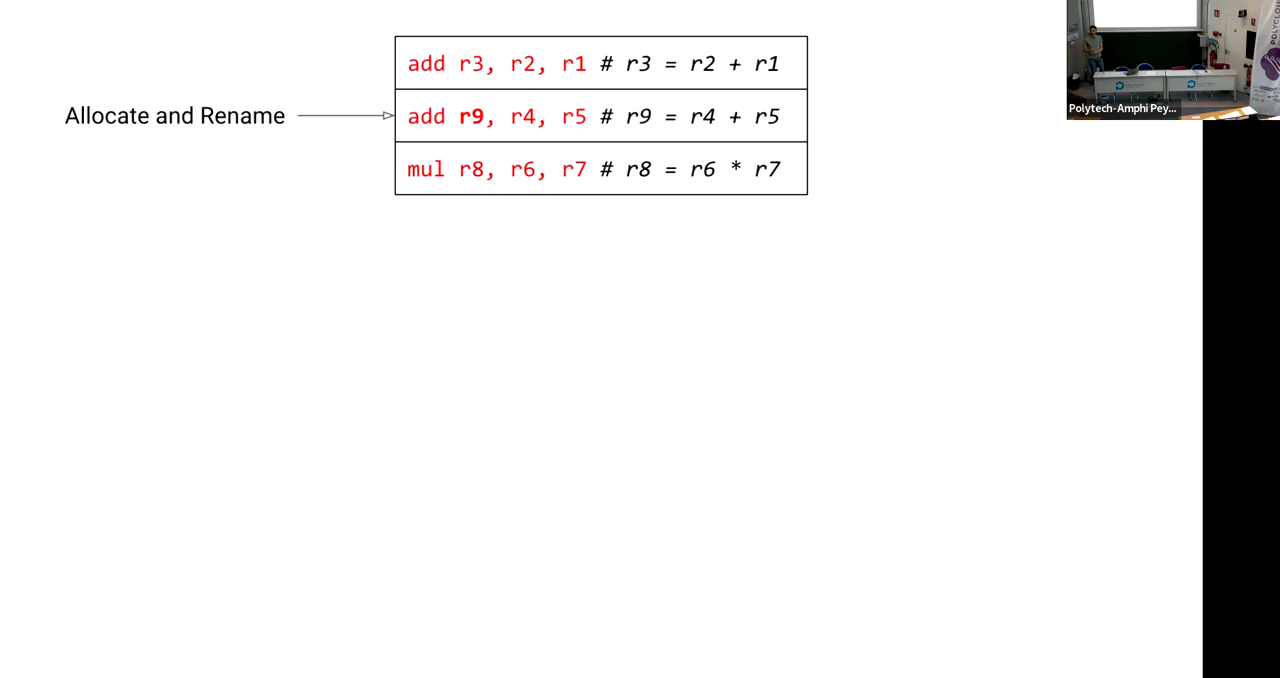 add r3, r2, r1 # r3 = r2 + r1
Allocate and Rename
add r9, r4, r5 # r9 = r4 + r5
mul r8, r6, r7 # r8 = r6 * r7
Polytech-Amphi Pey...